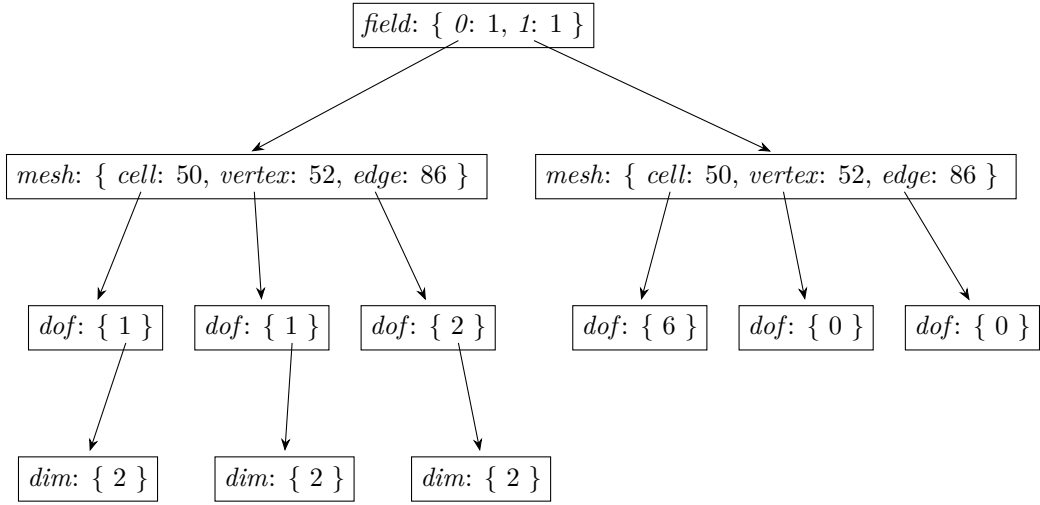 field: { 0: 1, 1: 1 }
mesh: { cell: 50, vertex: 52, edge: 86 }
mesh: { cell: 50, vertex: 52, edge: 86 }
dof: { 1 }
dof: { 1 }
dof: { 2 }
dof: { 6 }
dof: { 0 }
dof: { 0 }
dim: { 2 }
dim: { 2 }
dim: { 2 }